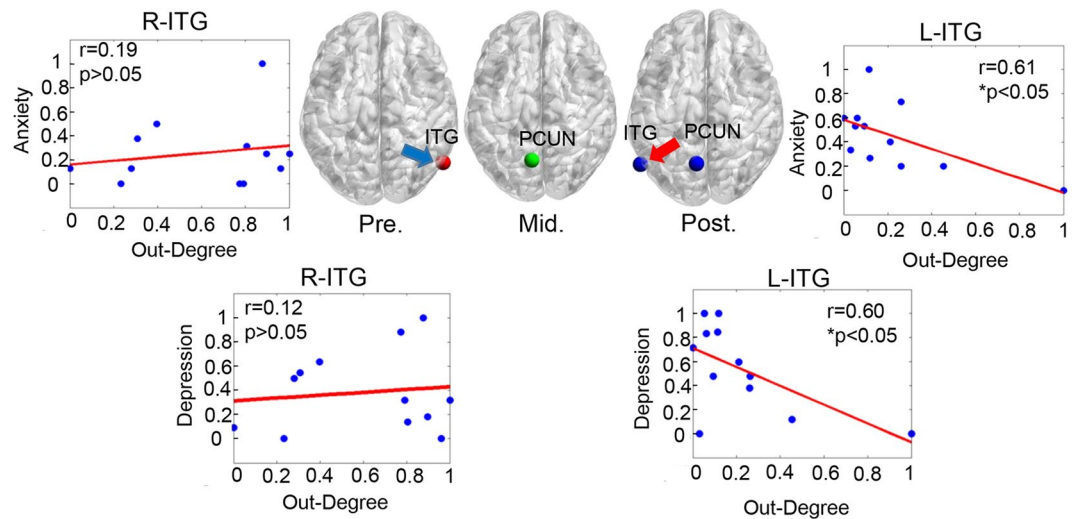 R-ITG
r=0.19
p>0.05
Anxiety
1
0.8
0.6
0.4
0.2
0
0 0.2 0.4 0.6 0.8 1
Out-Degree
ITG
Pre.
PCUN
Mid.
ITG PCUN
Post.
L-ITG
r=0.61
*p<0.05
Anxiety
1
0.8
0.6
0.4
0.2
0
0 0.2 0.4 0.6 0.8 1
Out-Degree
R-ITG
r=0.12
p>0.05
Depression
1
0.8
0.6
0.4
0.2
0
0 0.2 0.4 0.6 0.8 1
Out-Degree
L-ITG
r=0.60
*p<0.05
Depression
1
0.8
0.6
0.4
0.2
0
0 0.2 0.4 0.6 0.8 1
Out-Degree